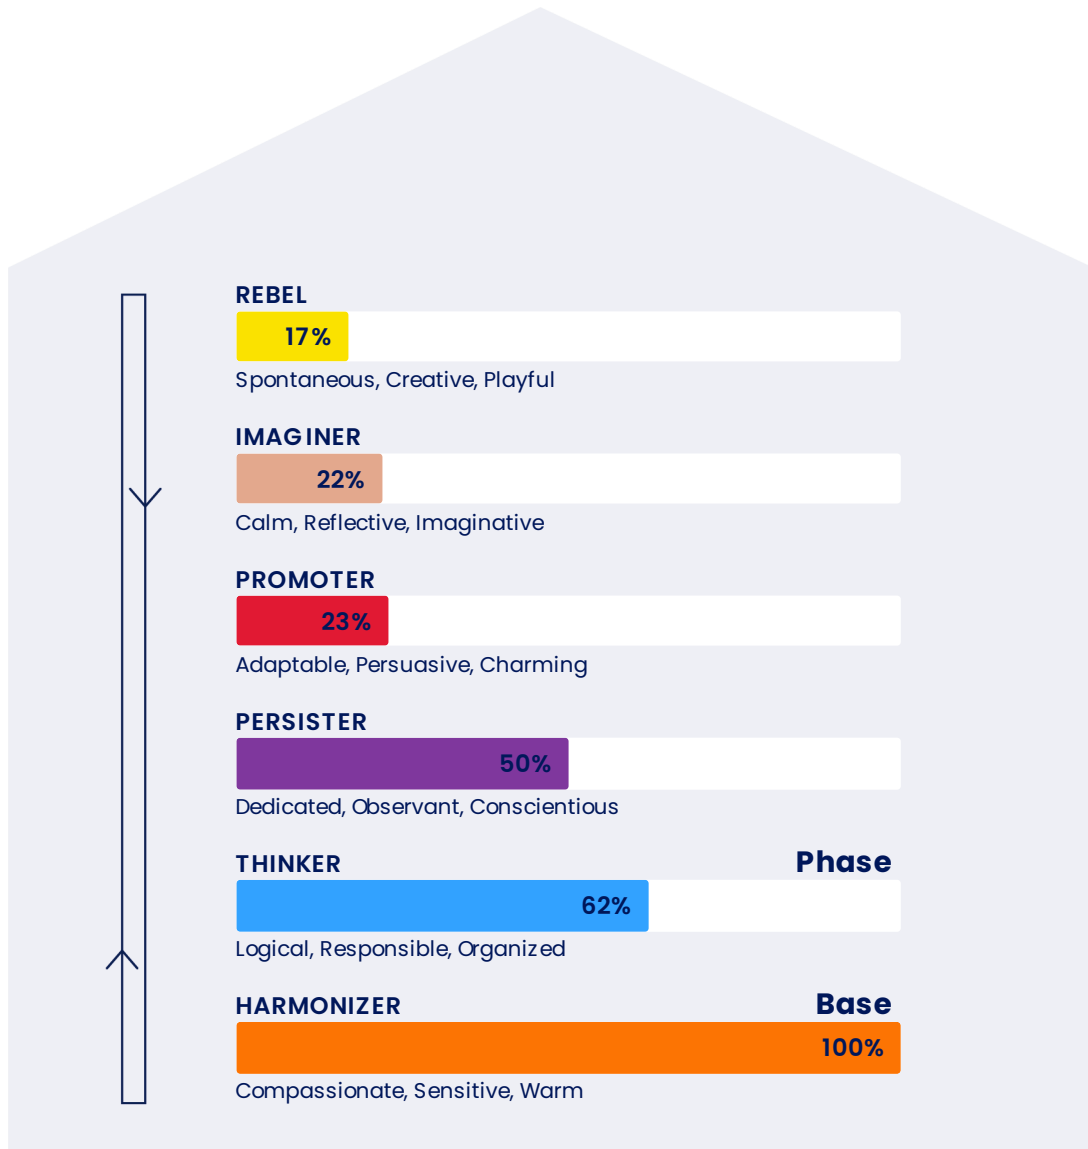 REBEL
17%
Spontaneous, Creative, Playful
IMAGINER
22%
Calm, Reflective, Imaginative
PROMOTER
23%
Adaptable, Persuasive, Charming
PERSISTER
50%
Dedicated, Observant, Conscientious
THINKER Phase
62%
Logical, Responsible, Organized
HARMONIZER Base
100%
Compassionate, Sensitive, Warm